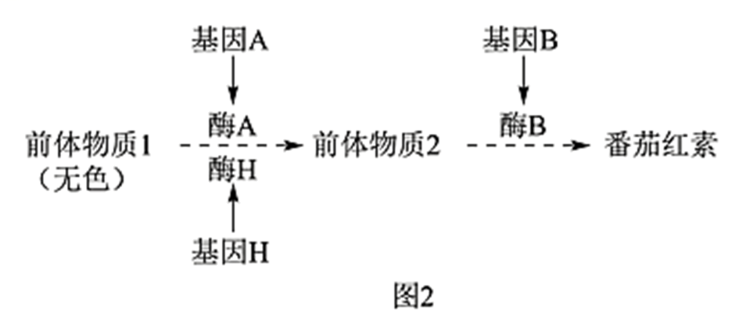 基因A 基因B
酶A 酶B
前体物质1 前体物质2 番茄红素
（无色） 酶H
基因H
图2